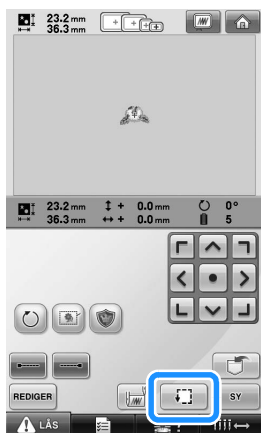 23.2 mm
36.3 mm
23.2 mm + 0.0 mm 0°
36.3 mm + 0.0 mm 5
REDIGER SY
LÅS ?